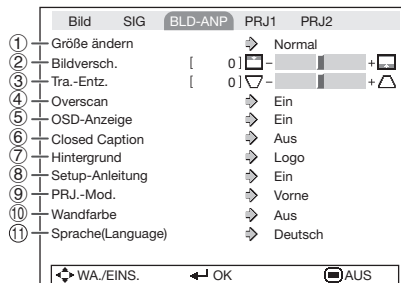 Bild SIG BLD-ANP PRJ1 PRJ2
① Größe ändern Normal
② Bildversch. [ 0 ] - +
③ Tra.-Entz. [ 0 ] - +
④ Overscan Ein
⑤ OSD-Anzeige Ein
⑥ Closed Caption Aus
⑦ Hintergrund Logo
⑧ Setup-Anleitung Ein
⑨ PRJ.-Mod. Vorne
⑩ Wandfarbe Aus
⑪ Sprache(Language) Deutsch
WA./EINS. OK AUS